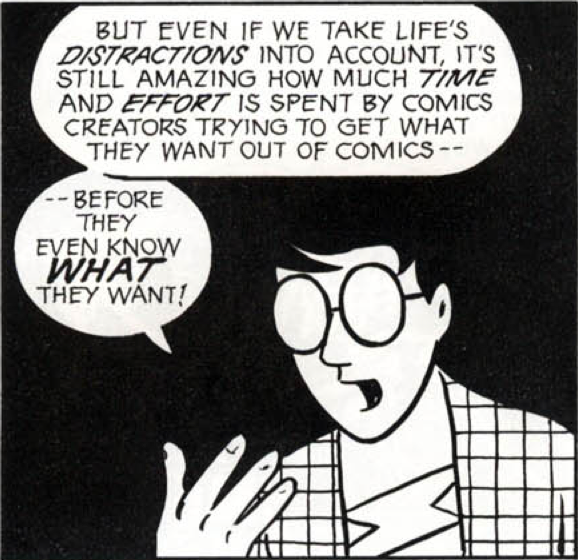 BUT EVEN IF WE TAKE LIFE'S
DISTRACTIONS INTO ACCOUNT, IT'S
STILL AMAZING HOW MUCH TIME
AND EFFORT IS SPENT BY COMICS
CREATORS TRYING TO GET WHAT
THEY WANT OUT OF COMICS--
--BEFORE
THEY
EVEN KNOW
WHAT
THEY WANT!